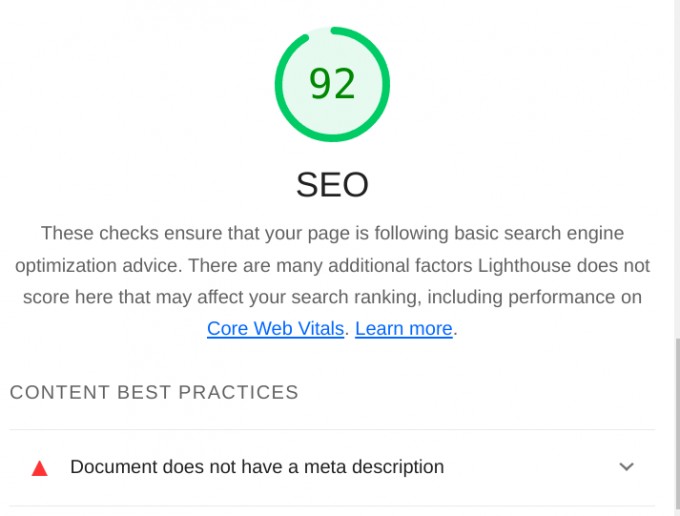 92
SEO
These checks ensure that your page is following basic search engine
optimization advice. There are many additional factors Lighthouse does not
score here that may affect your search ranking, including performance on
Core Web Vitals. Learn more.
CONTENT BEST PRACTICES
Document does not have a meta description